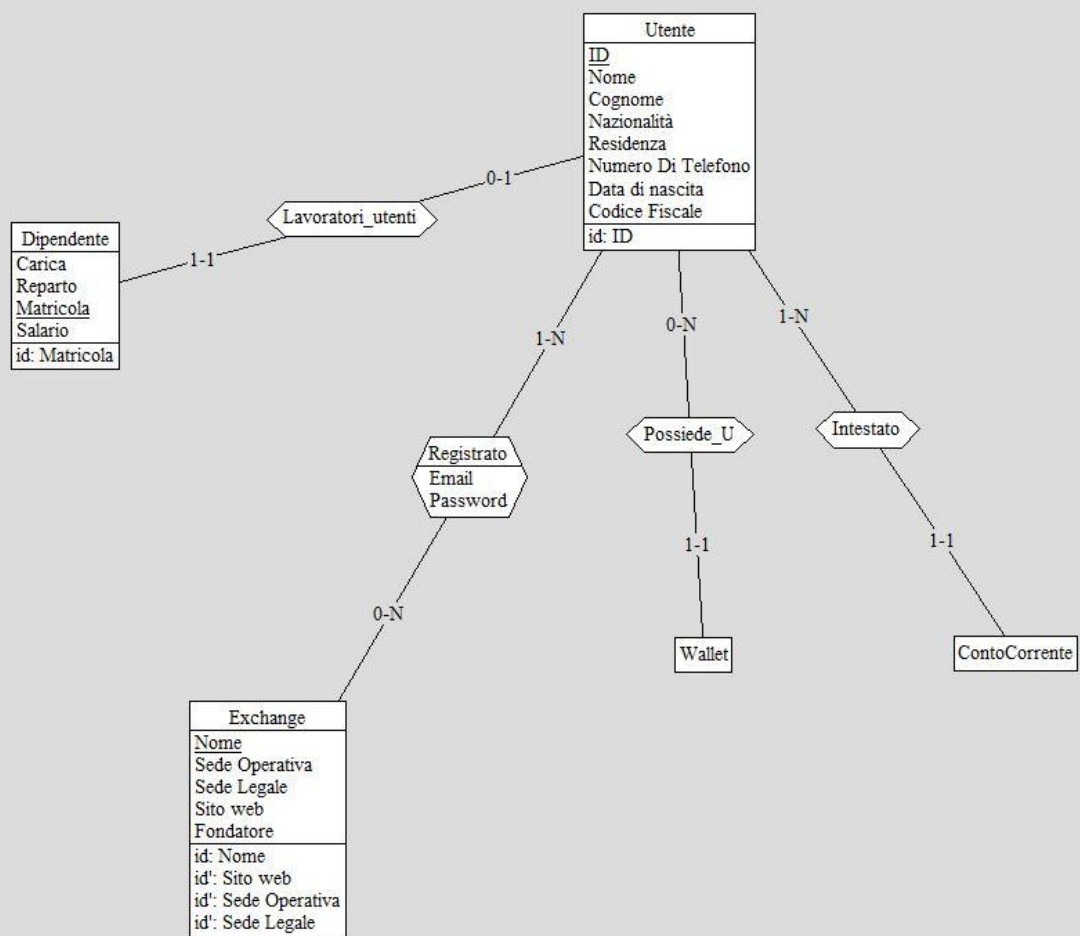 Utente
ID
Nome
Cognome
Nazionalità
Residenza
Numero Di Telefono
Data di nascita
Codice Fiscale
id: ID
0-1
Lavoratori_utenti
1-1
Dipendente
Carica
Reparto
Matricola
Salario
id: Matricola
1-N
0-N
1-N
Registrato
Email
Password
Possiede_U
Intestato
0-N
1-1
1-1
Wallet
ContoCorrente
Exchange
Nome
Sede Operativa
Sede Legale
Sito web
Fondatore
id: Nome
id': Sito web
id': Sede Operativa
id': Sede Legale